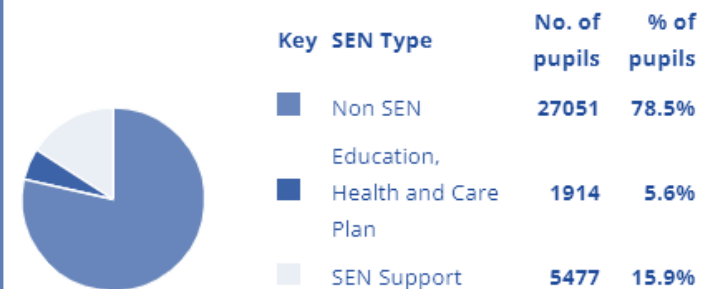 Key SEN Type No. of pupils % of pupils
Non SEN 27051 78.5%
Education,
Health and Care 1914 5.6%
Plan
SEN Support 5477 15.9%